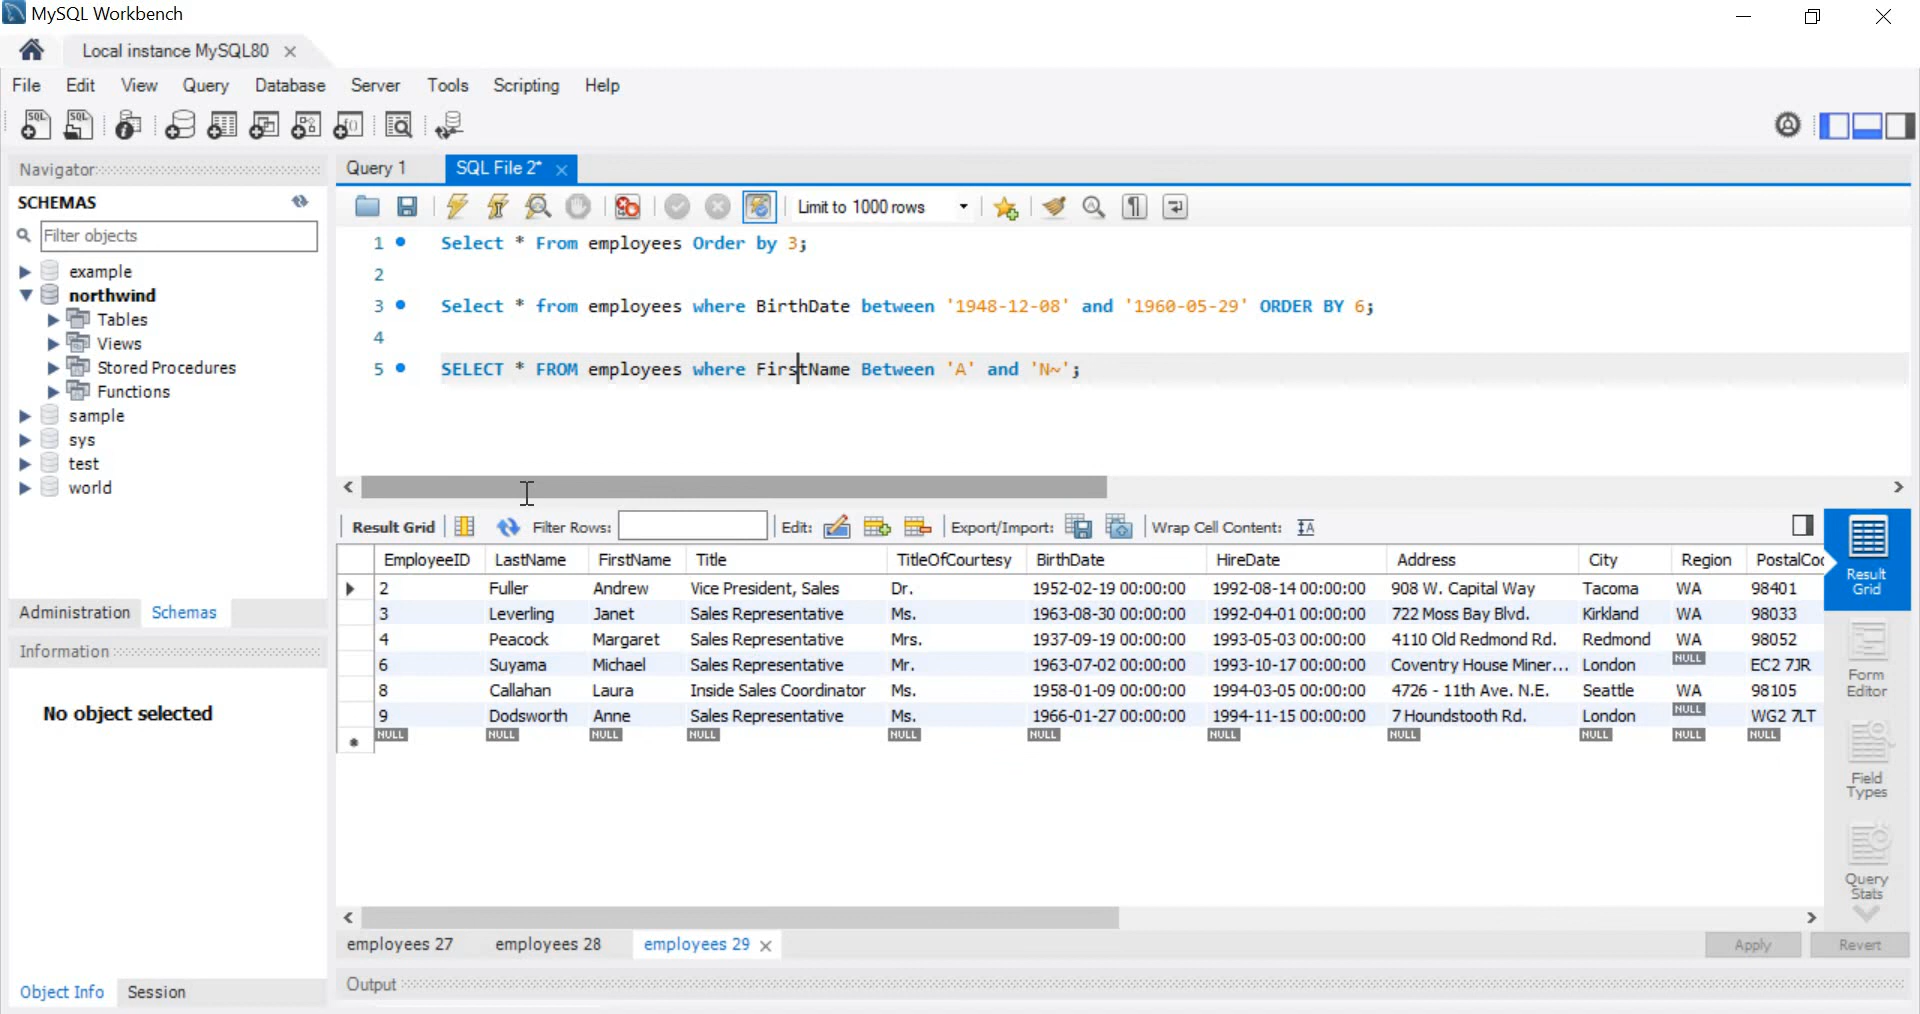 MySQL Workbench
Local instance MySQL80
File Edit View Query Database Server Tools Scripting Help
Navigator
SCHEMAS
Filter objects
example
northwind
Tables
Views
Stored Procedures
Functions
sample
sys
test
world
Administration Schemas
Information
No object selected
Object Info Session
Query 1 SQL File 2*
Limit to 1000 rows
1 Select * From employees Order by 3;
2
3 Select * from employees where BirthDate between '1948-12-08' and '1960-05-29' ORDER BY 6;
4
5 SELECT * FROM employees where FirstName Between 'A' and 'N~';
Result Grid Filter Rows: Edit: Export/Import: Wrap Cell Content:
EmployeeID LastName FirstName Title TitleOfCourtesy BirthDate HireDate Address City Region PostalCo
2 Fuller Andrew Vice President, Sales Dr. 1952-02-19 00:00:00 1992-08-14 00:00:00 908 W. Capital Way Tacoma WA 98401
3 Leverling Janet Sales Representative Ms. 1963-08-30 00:00:00 1992-04-01 00:00:00 722 Moss Bay Blvd. Kirkland WA 98033
4 Peacock Margaret Sales Representative Mrs. 1937-09-19 00:00:00 1993-05-03 00:00:00 4110 Old Redmond Rd. Redmond WA 98052
6 Suyama Michael Sales Representative Mr. 1963-07-02 00:00:00 1993-10-17 00:00:00 Coventry House Miner... London NULL EC2 7JR
8 Callahan Laura Inside Sales Coordinator Ms. 1958-01-09 00:00:00 1994-03-05 00:00:00 4726 - 11th Ave. N.E. Seattle WA 98105
9 Dodsworth Anne Sales Representative Ms. 1966-01-27 00:00:00 1994-11-15 00:00:00 7 Houndstooth Rd. London NULL WG2 7LT
NULL NULL NULL NULL NULL NULL NULL NULL NULL NULL NULL
Result
Grid
Form
Editor
Field
Types
Query
Stats
employees 27 employees 28 employees 29
Apply Revert
Output